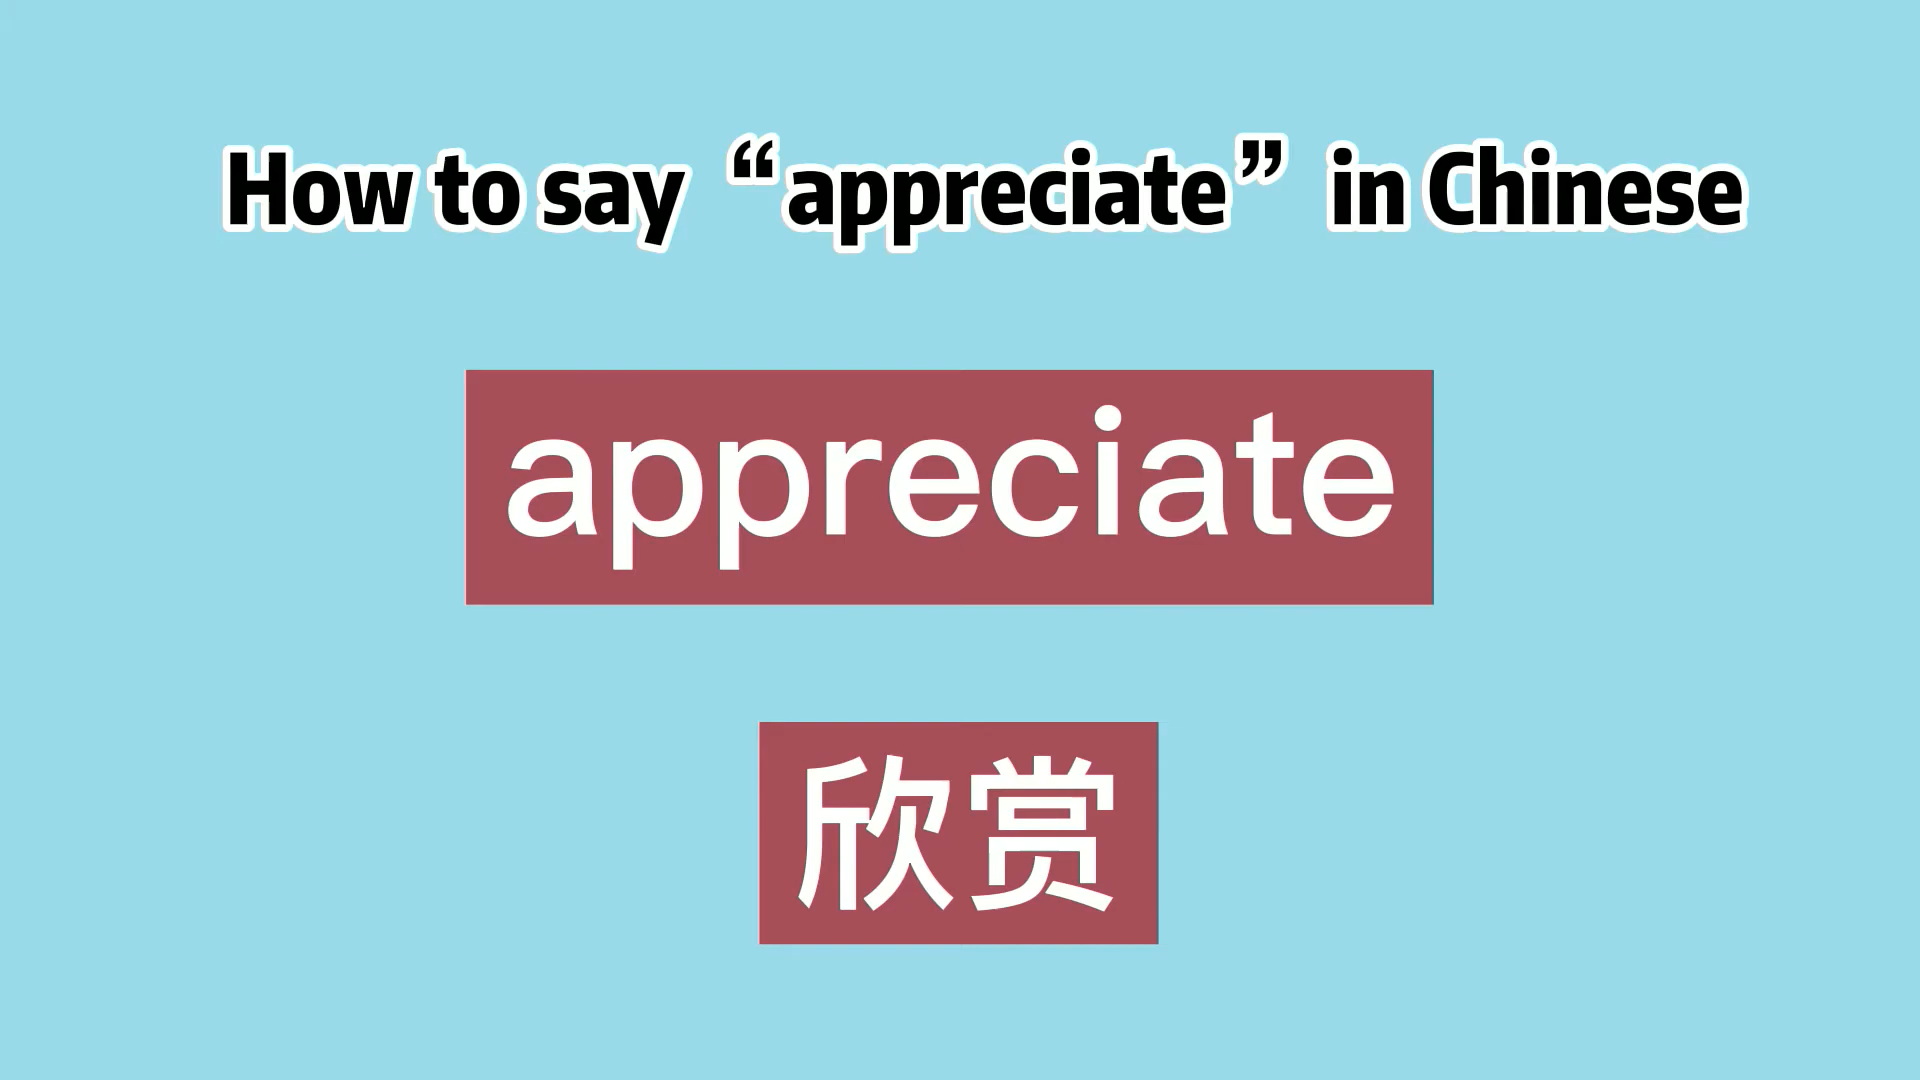 How to say “appreciate” in Chinese
appreciate
欣赏